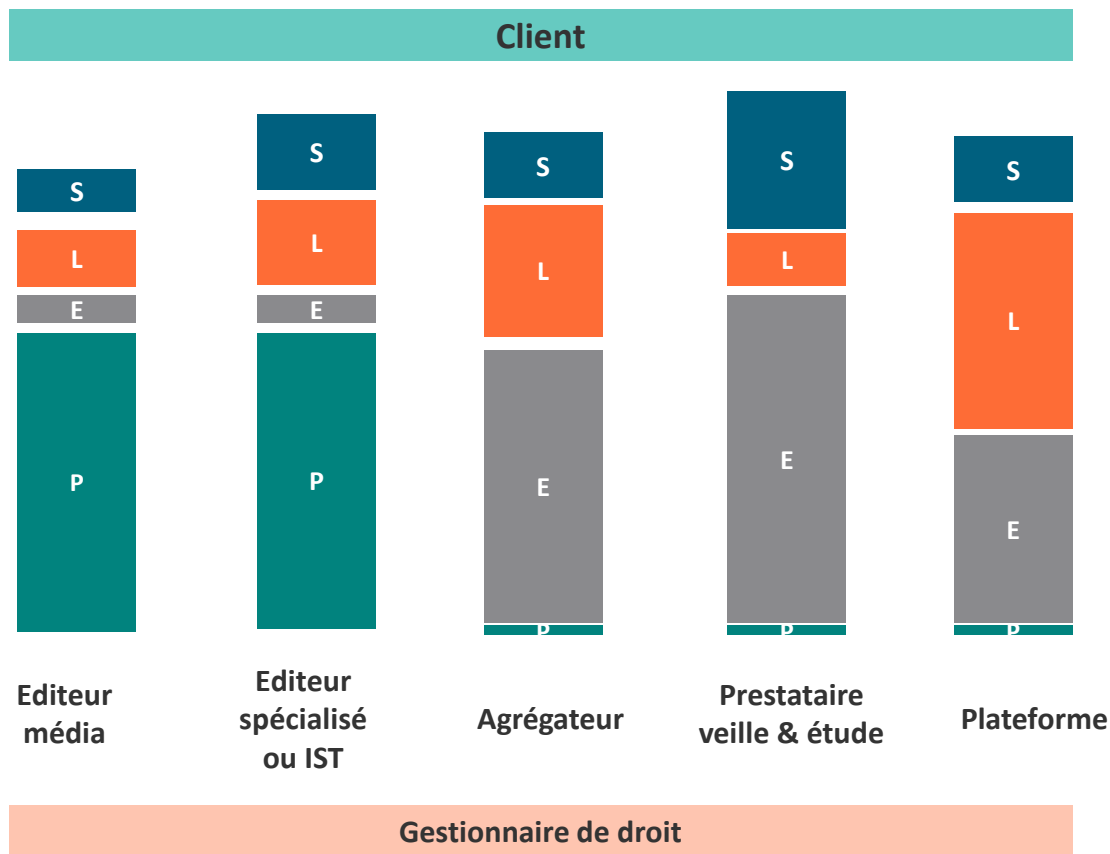 Client
S
L
E
P
S
L
E
P
S
L
E
P
S
L
E
P
S
L
E
P
Editeur
média
Editeur
spécialisé
ou IST
Agrégateur
Prestataire
veille & étude
Plateforme
Gestionnaire de droit